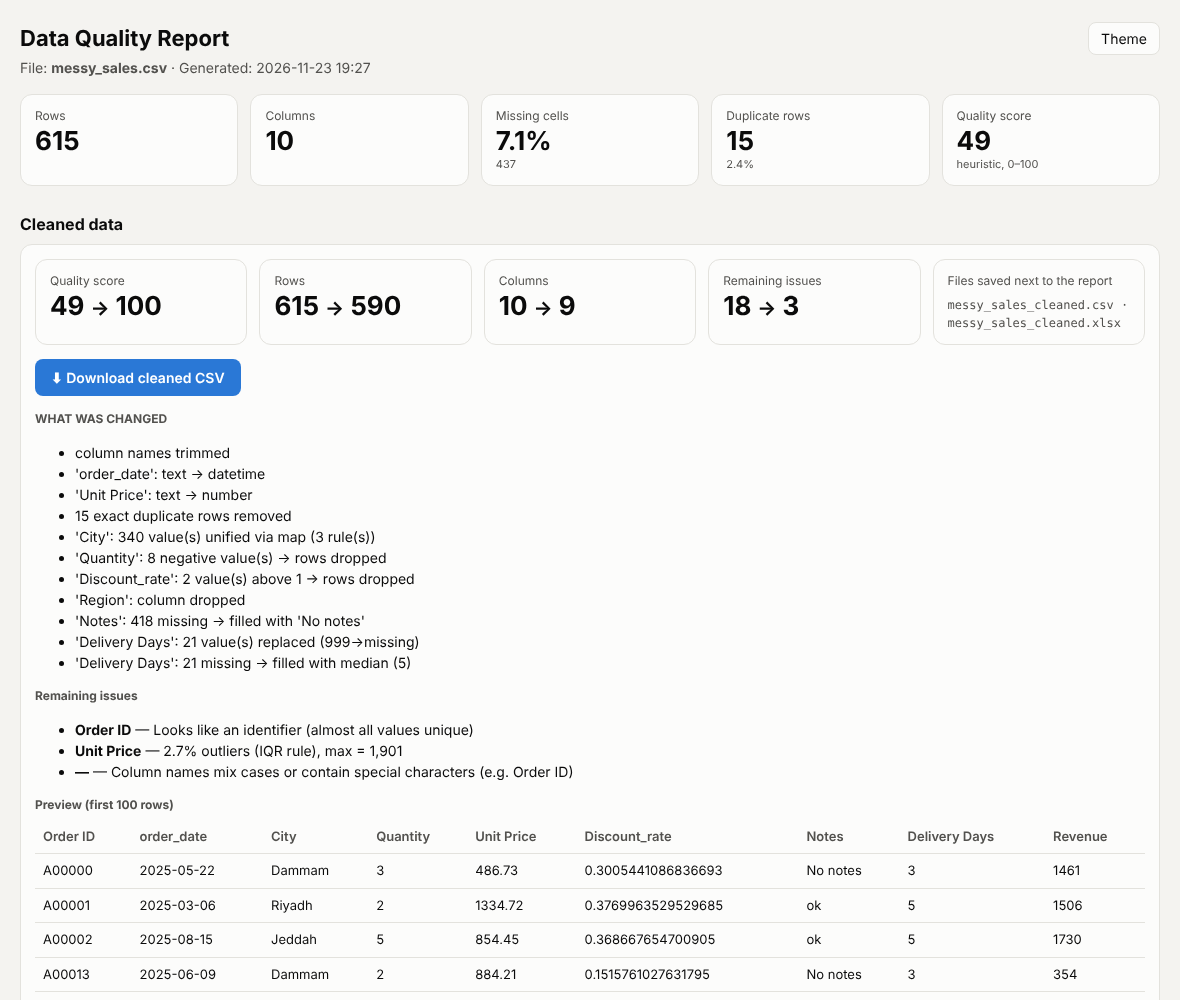 Data Quality Report
Theme
File: messy_sales.csv · Generated: 2026-11-23 19:27
Rows
615
Columns
10
Missing cells
7.1%
437
Duplicate rows
15
2.4%
Quality score
49
heuristic, 0–100
Cleaned data
Quality score
49 → 100
Rows
615 → 590
Columns
10 → 9
Remaining issues
18 → 3
Files saved next to the report
messy_sales_cleaned.csv ·
messy_sales_cleaned.xlsx
⬇ Download cleaned CSV
WHAT WAS CHANGED
• column names trimmed
• 'order_date': text → datetime
• 'Unit Price': text → number
• 15 exact duplicate rows removed
• 'City': 340 value(s) unified via map (3 rule(s))
• 'Quantity': 8 negative value(s) → rows dropped
• 'Discount_rate': 2 value(s) above 1 → rows dropped
• 'Region': column dropped
• 'Notes': 418 missing → filled with 'No notes'
• 'Delivery Days': 21 value(s) replaced (999→missing)
• 'Delivery Days': 21 missing → filled with median (5)
Remaining issues
• Order ID — Looks like an identifier (almost all values unique)
• Unit Price — 2.7% outliers (IQR rule), max = 1,901
• — — Column names mix cases or contain special characters (e.g. Order ID)
Preview (first 100 rows)
Order ID order_date City Quantity Unit Price Discount_rate Notes Delivery Days Revenue
A00000 2025-05-22 Dammam 3 486.73 0.3005441086836693 No notes 3 1461
A00001 2025-03-06 Riyadh 2 1334.72 0.3769963529529685 ok 5 1506
A00002 2025-08-15 Jeddah 5 854.45 0.368667654700905 ok 5 1730
A00013 2025-06-09 Dammam 2 884.21 0.1515761027631795 No notes 3 354